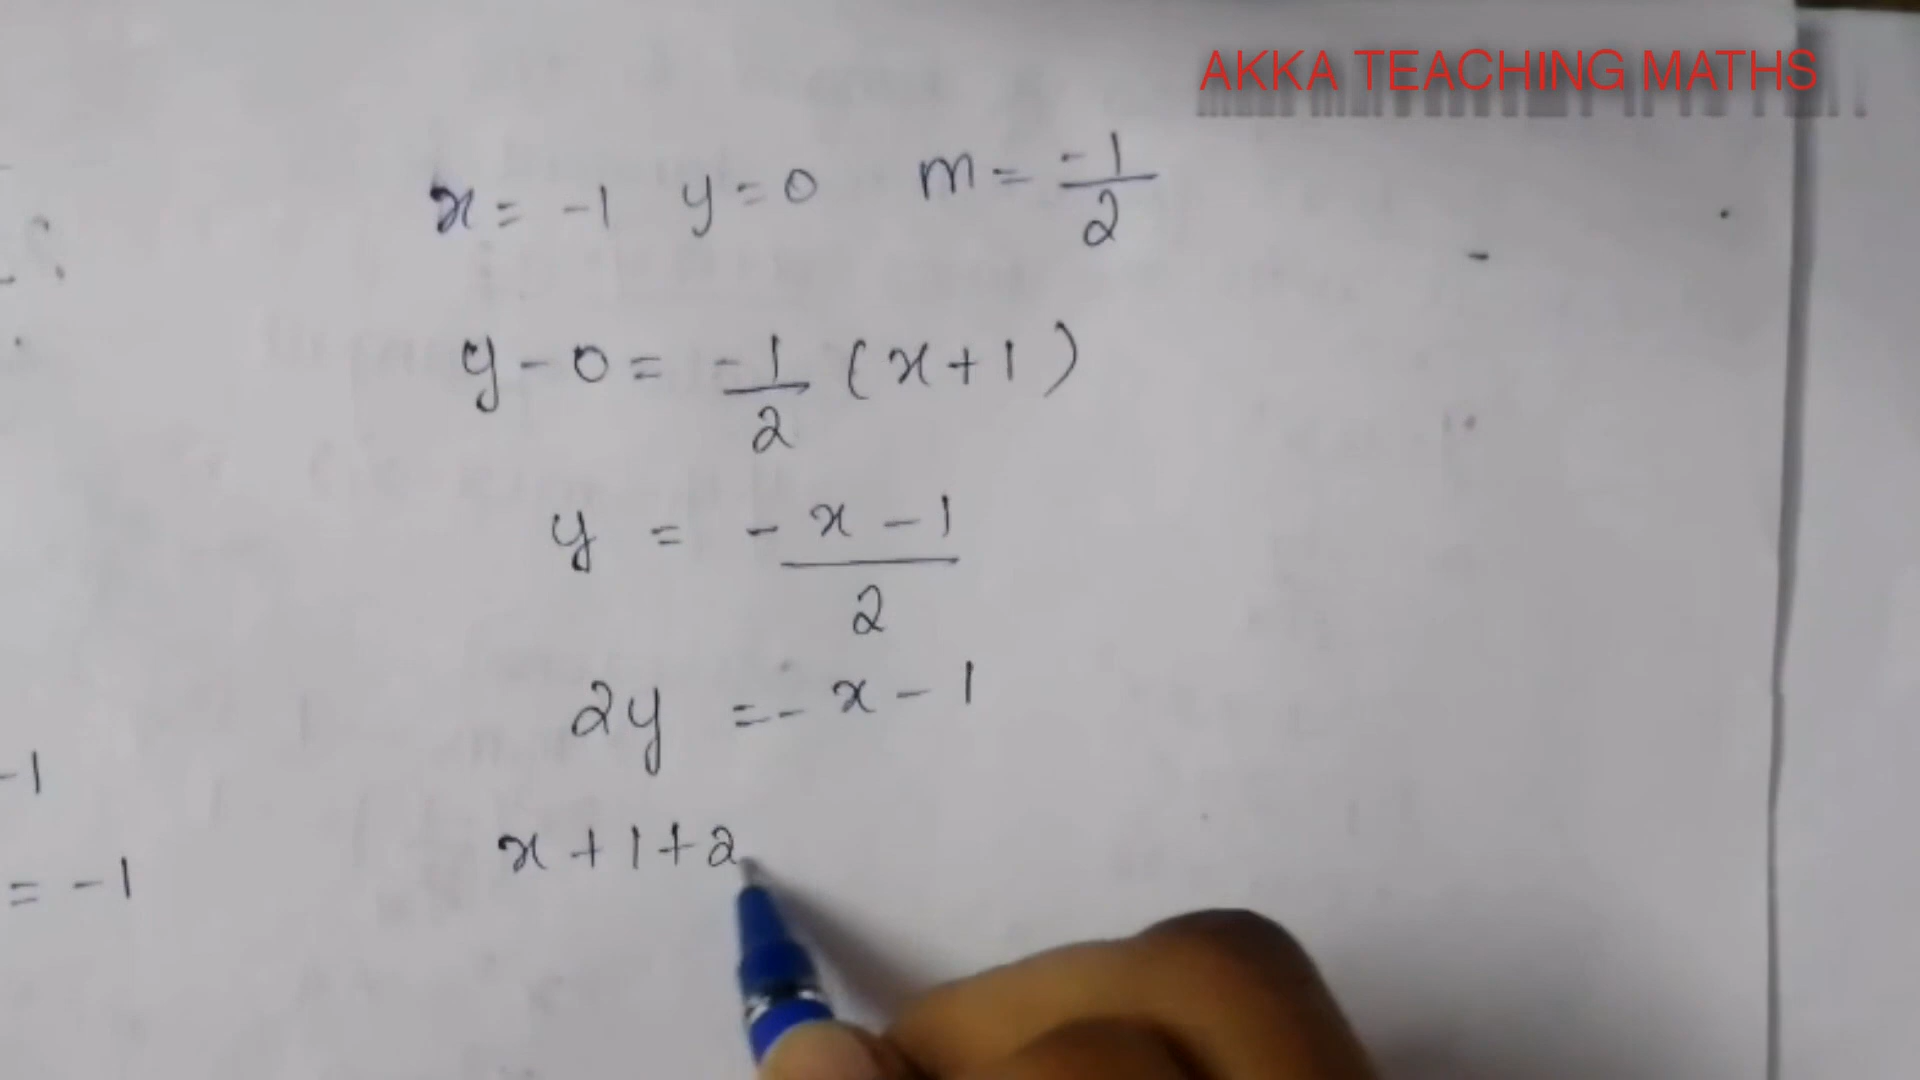 AKKA TEACHING MATHS
x = -1 y = 0 m = -1/2
y - 0 = -1/2 (x + 1)
y = -x - 1/2
2y = -x - 1
-1
x + 1 + 2
= -1